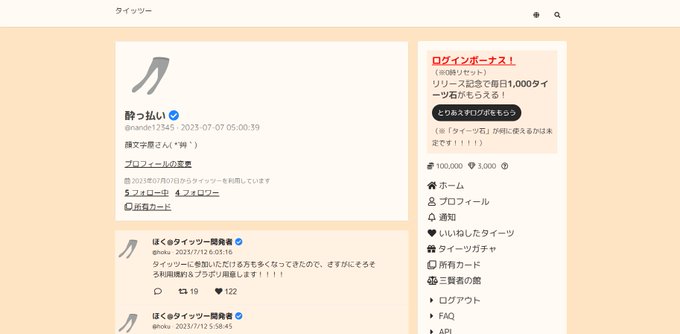 タイッツー
酔っ払い
@nande12345・2023-07-07 05:00:39
顔文字屋さん( *´艸｀)
プロフィールの変更
2023年07月07日からタイッツーを利用しています
5 フォロー中 4 フォロワー
所有カード
ほく@タイッツー開発者
@hoku・2023/7/12 6:03:16
タイッツーに参加いただける方も多くなってきたので、さすがにそろそ
ろ利用規約＆プラポリ用意します！！！！
19 122
ほく@タイッツー開発者
@hoku・2023/7/12 5:58:45
ログインボーナス！
（※0時リセット）
リリース記念で毎日1,000タイ
ーツ石がもらえる！
とりあえずログボをもらう
（※「タイーツ石」が何に使えるかは未
定です！！！！）
100,000 3,000
ホーム
プロフィール
通知
いいねしたタイーツ
タイーツガチャ
所有カード
三賢者の館
ログアウト
FAQ
API